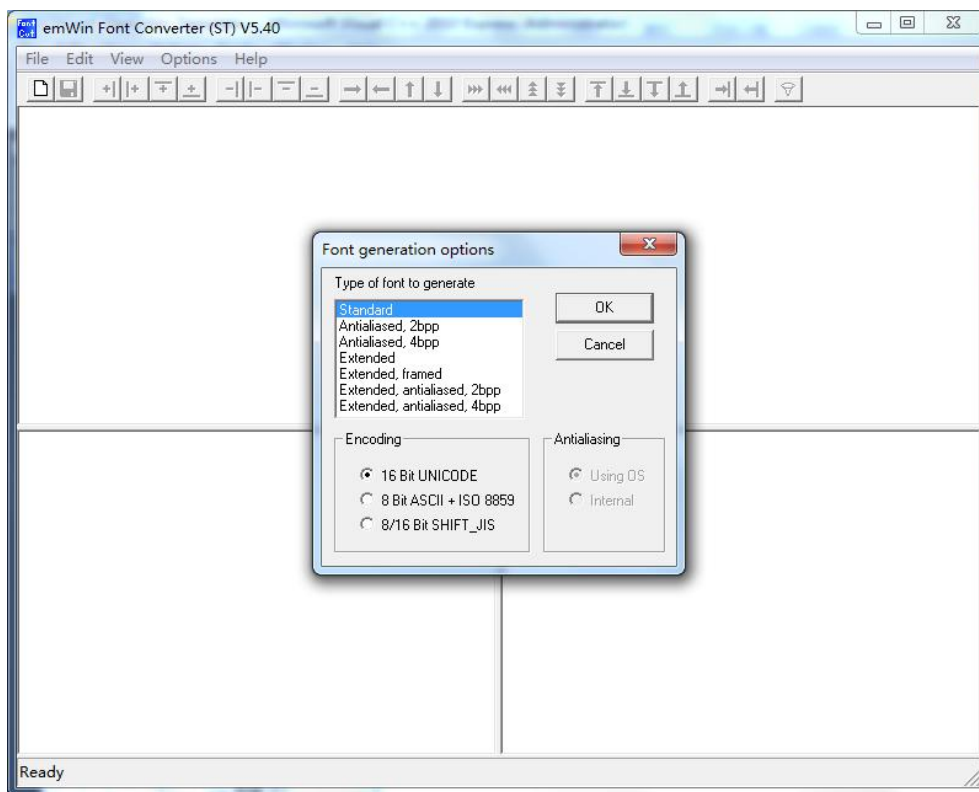 Font Cvt
emWin Font Converter (ST) V5.40
File Edit View Options Help
Font generation options
Type of font to generate
Standard
Antialiased, 2bpp
Antialiased, 4bpp
Extended
Extended, framed
Extended, antialiased, 2bpp
Extended, antialiased, 4bpp
OK
Cancel
Encoding
16 Bit UNICODE
8 Bit ASCII + ISO 8859
8/16 Bit SHIFT_JIS
Antialiasing
Using OS
Internal
Ready